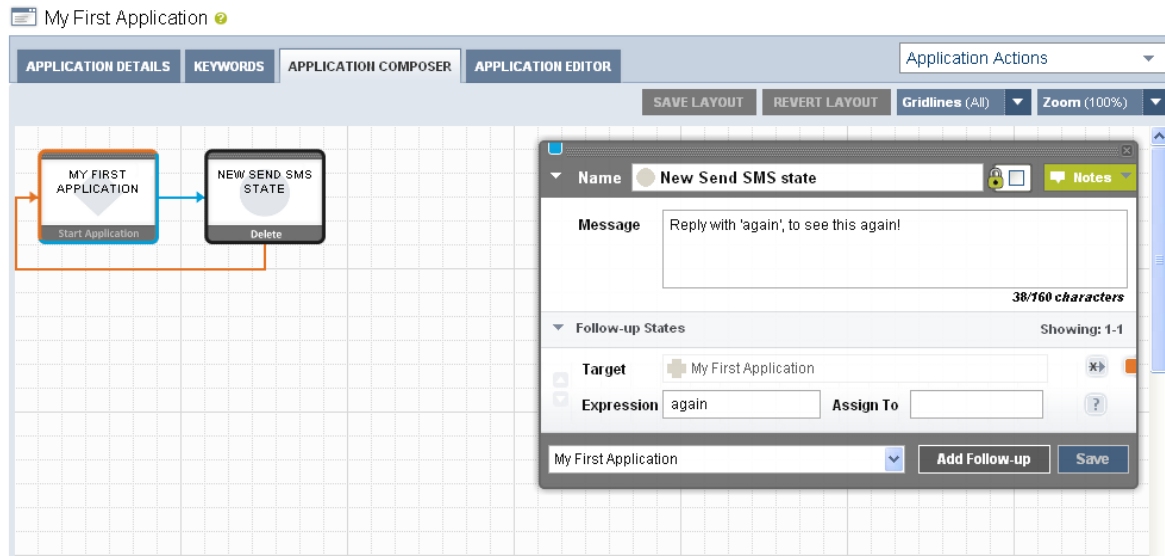 My First Application ?
APPLICATION DETAILS KEYWORDS APPLICATION COMPOSER APPLICATION EDITOR Application Actions
SAVE LAYOUT REVERT LAYOUT Gridlines (All) Zoom (100%)
MY FIRST
APPLICATION
Start Application
NEW SEND SMS
STATE
Delete
Name New Send SMS state Notes
Message Reply with 'again', to see this again!
38/160 characters
Follow-up States Showing: 1-1
Target My First Application
Expression again Assign To ?
My First Application Add Follow-up Save